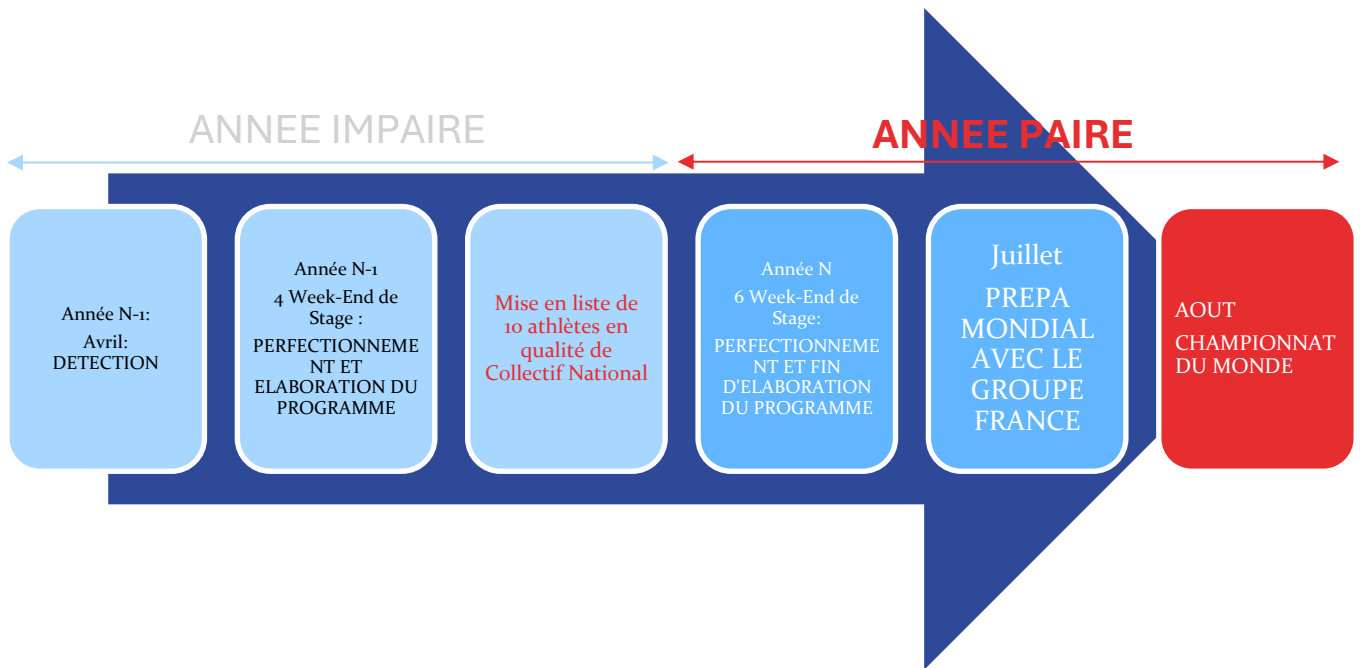 ANNEE IMPAIRE
ANNEE PAIRE
Année N-1:
Avril:
DETECTION
Année N-1
4 Week-End de
Stage :
PERFECTIONNEME
NT ET
ELABORATION DU
PROGRAMME
Mise en liste de
10 athlètes en
qualité de
Collectif National
Année N
6 Week-End de
Stage:
PERFECTIONNEME
NT ET FIN
D'ELABORATION
DU PROGRAMME
Juillet
PREPA
MONDIAL
AVEC LE
GROUPE
FRANCE
AOUT
CHAMPIONNAT
DU MONDE